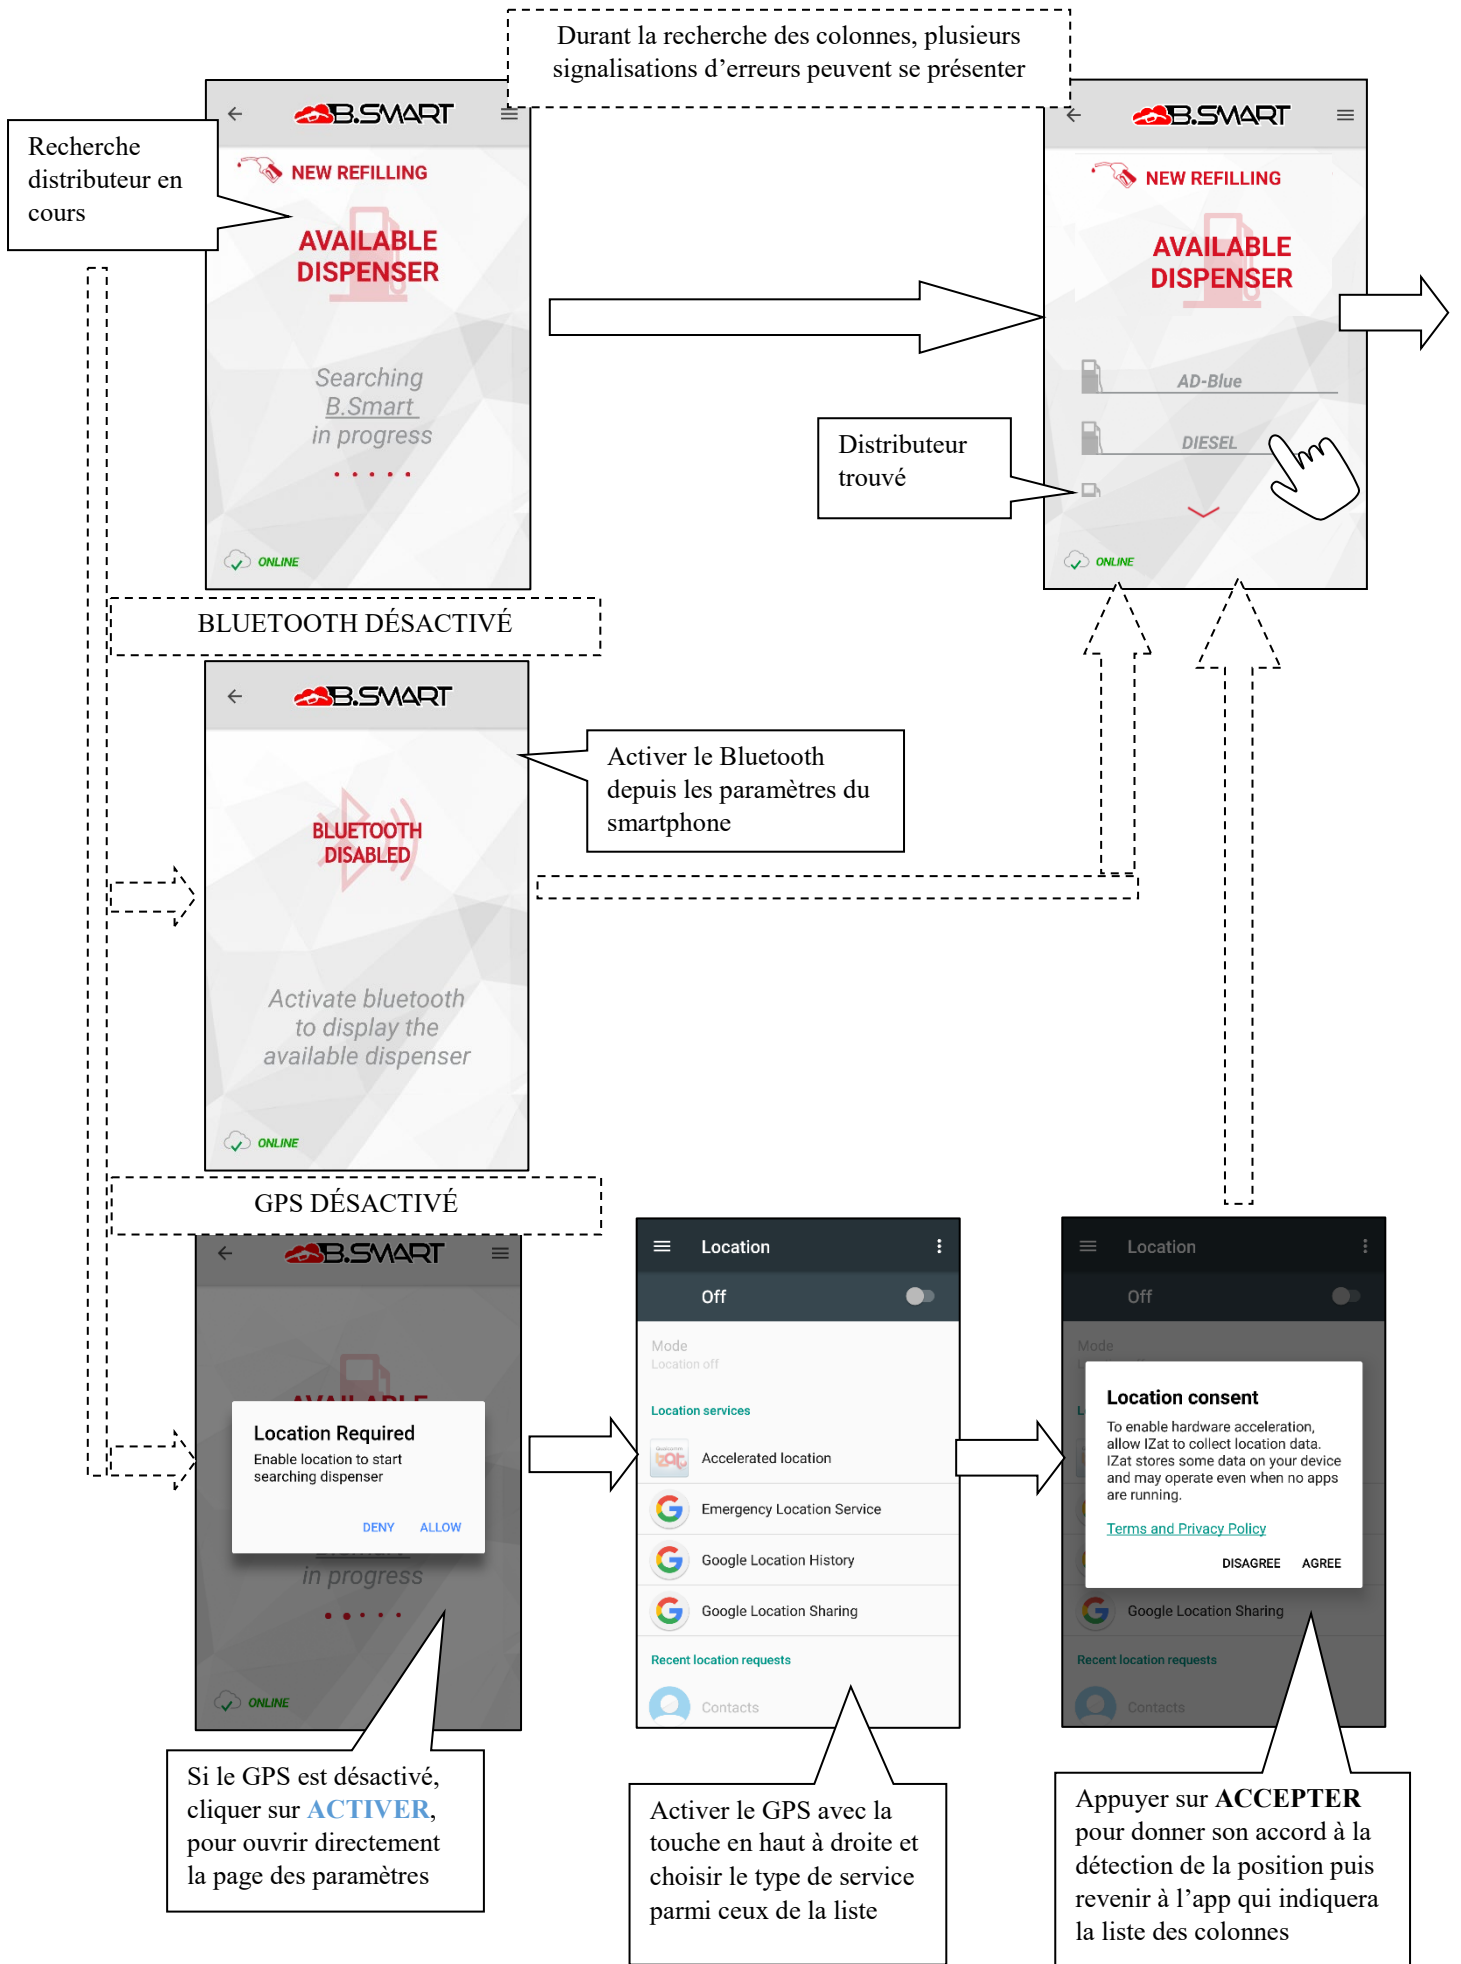 Durant la recherche des colonnes, plusieurs
signalisations d’erreurs peuvent se présenter
Recherche
distributeur en
cours
B.SMART
NEW REFILLING
AVAILABLE
DISPENSER
Searching
B.Smart
in progress
ONLINE
B.SMART
NEW REFILLING
AVAILABLE
DISPENSER
AD-Blue
DIESEL
ONLINE
Distributeur
trouvé
BLUETOOTH DÉSACTIVÉ
B.SMART
BLUETOOTH
DISABLED
Activate bluetooth
to display the
available dispenser
ONLINE
Activer le Bluetooth
depuis les paramètres du
smartphone
GPS DÉSACTIVÉ
B.SMART
AVAILABLE
Location Required
Enable location to start
searching dispenser
DENY ALLOW
B.Smart
in progress
ONLINE
Si le GPS est désactivé,
cliquer sur ACTIVER,
pour ouvrir directement
la page des paramètres
Location
Off
Mode
Location off
Location services
Accelerated location
Emergency Location Service
Google Location History
Google Location Sharing
Recent location requests
Contacts
Activer le GPS avec la
touche en haut à droite et
choisir le type de service
parmi ceux de la liste
Location
Off
Mode
Location consent
To enable hardware acceleration,
allow IZat to collect location data.
IZat stores some data on your device
and may operate even when no apps
are running.
Terms and Privacy Policy
DISAGREE AGREE
Google Location Sharing
Recent location requests
Contacts
Appuyer sur ACCEPTER
pour donner son accord à la
détection de la position puis
revenir à l’app qui indiquera
la liste des colonnes